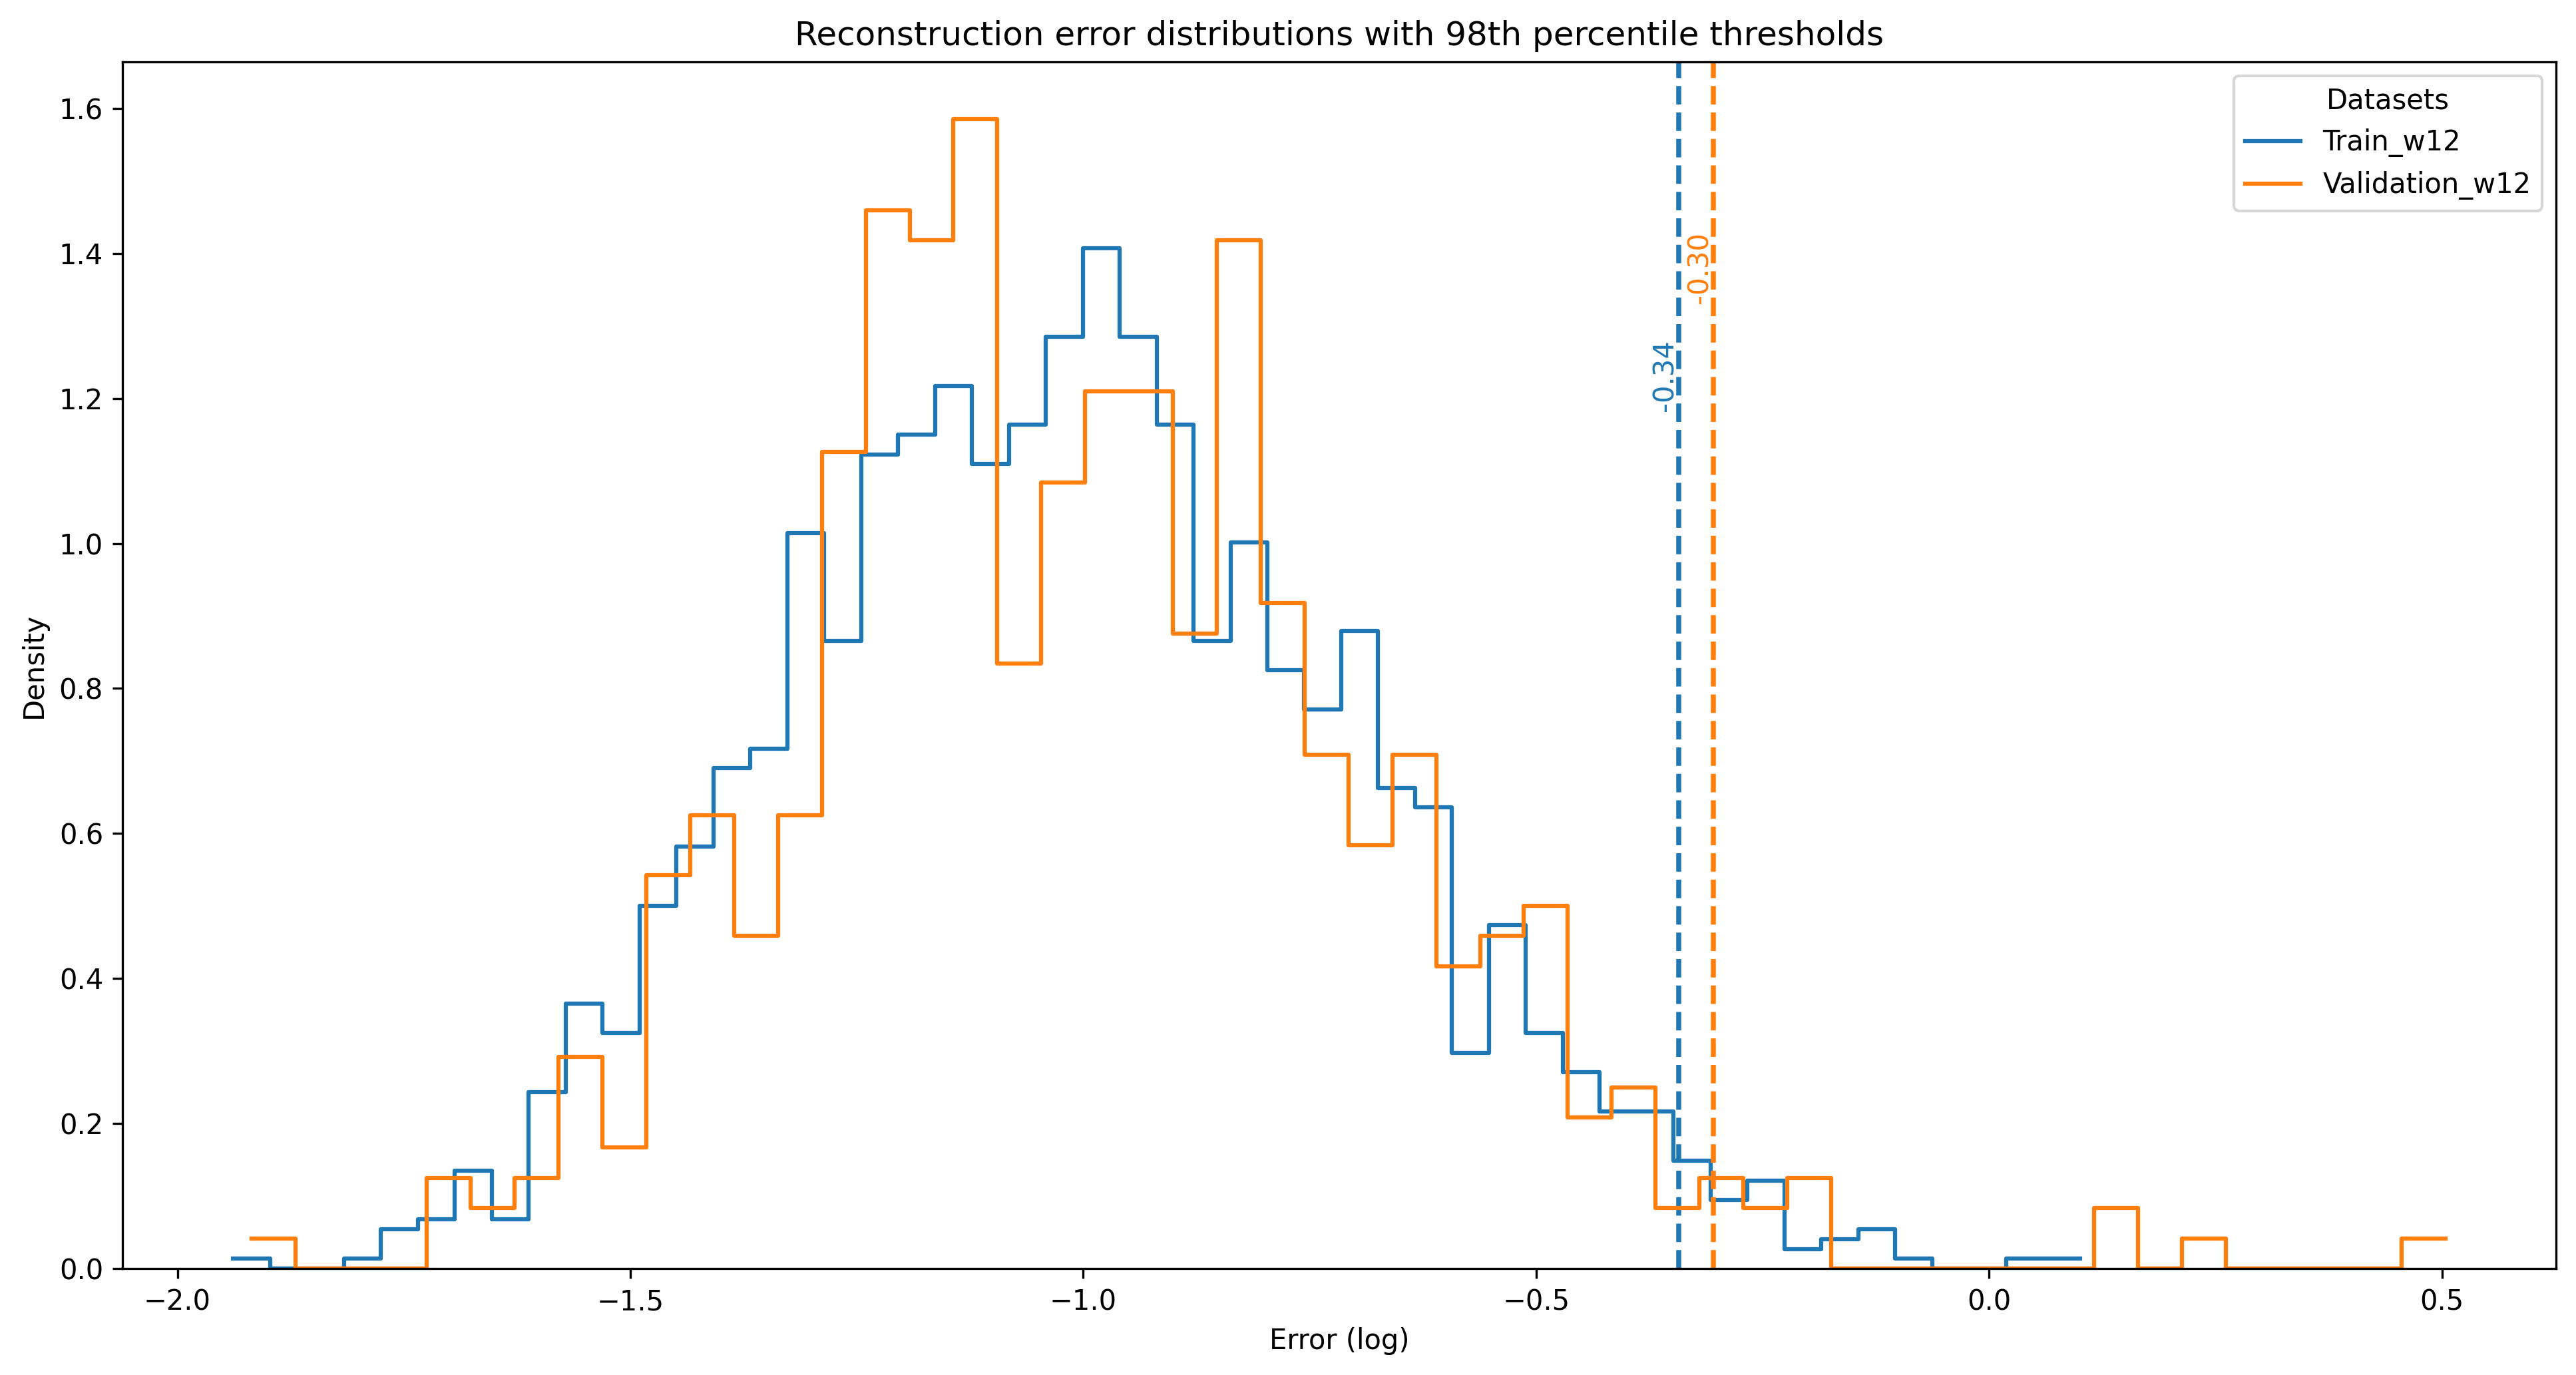 Reconstruction error distributions with 98th percentile thresholds
Datasets
Train_w12
Validation_w12
-0.30
-0.34
Density
1.6
1.4
1.2
1.0
0.8
0.6
0.4
0.2
0.0
−2.0
−1.5
−1.0
−0.5
0.0
0.5
Error (log)